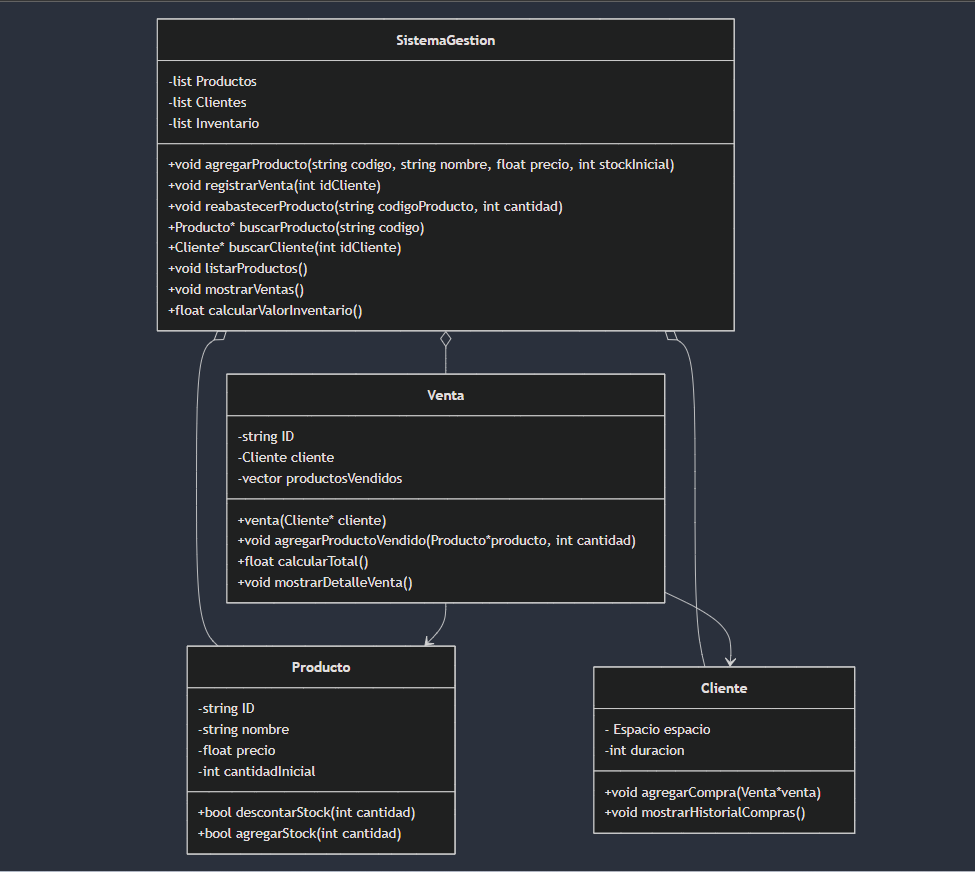 SistemaGestion
-list Productos
-list Clientes
-list Inventario
+void agregarProducto(string codigo, string nombre, float precio, int stockInicial)
+void registrarVenta(int idCliente)
+void reabastecerProducto(string codigoProducto, int cantidad)
+Producto* buscarProducto(string codigo)
+Cliente* buscarCliente(int idCliente)
+void listarProductos()
+void mostrarVentas()
+float calcularValorInventario()
Venta
-string ID
-Cliente cliente
-vector productosVendidos
+venta(Cliente* cliente)
+void agregarProductoVendido(Producto*producto, int cantidad)
+float calcularTotal()
+void mostrarDetalleVenta()
Producto
-string ID
-string nombre
-float precio
-int cantidadInicial
+bool descontarStock(int cantidad)
+bool agregarStock(int cantidad)
Cliente
- Espacio espacio
-int duracion
+void agregarCompra(Venta*venta)
+void mostrarHistorialCompras()